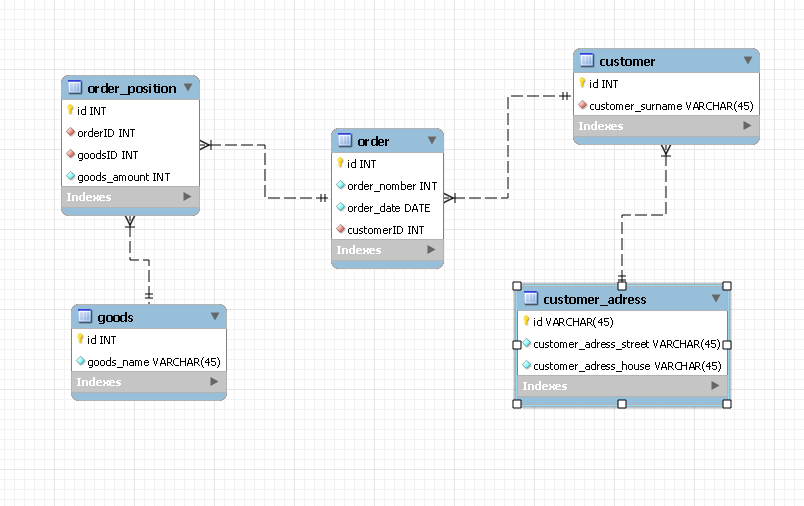 order_position
id INT
orderID INT
goodsID INT
goods_amount INT
Indexes
order
id INT
order_nomber INT
order_date DATE
customerID INT
Indexes
customer
id INT
customer_surname VARCHAR(45)
Indexes
goods
id INT
goods_name VARCHAR(45)
Indexes
customer_adress
id VARCHAR(45)
customer_adress_street VARCHAR(45)
customer_adress_house VARCHAR(45)
Indexes